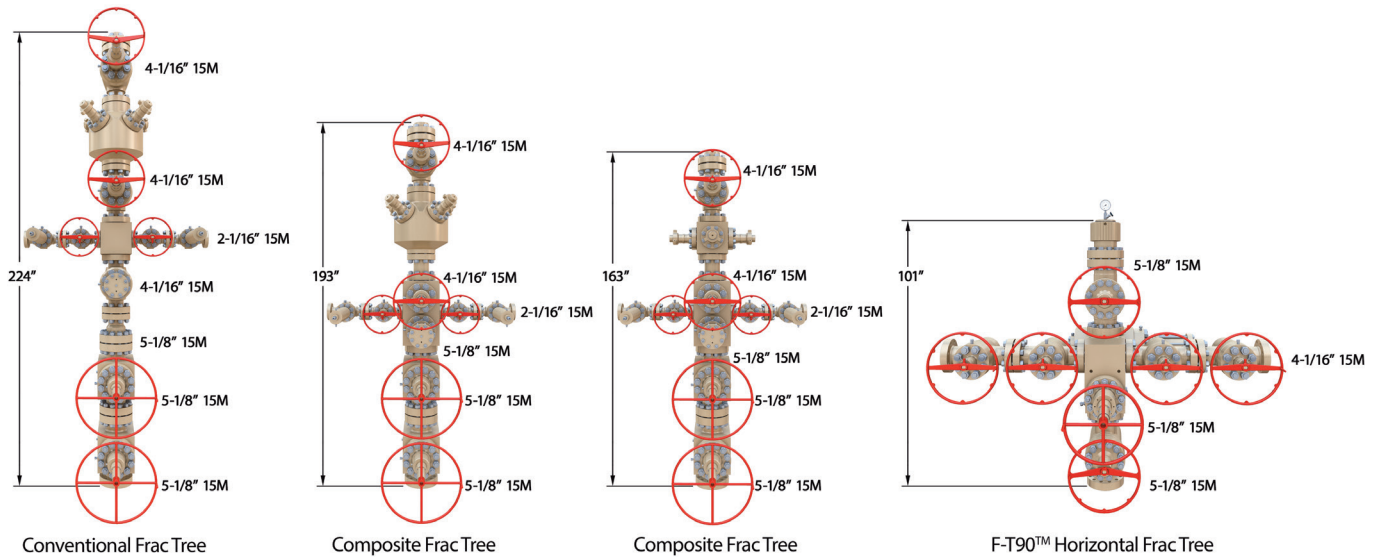 4-1/16” 15M
4-1/16” 15M
2-1/16” 15M
224”
4-1/16” 15M
5-1/8” 15M
5-1/8” 15M
5-1/8” 15M
Conventional Frac Tree
4-1/16” 15M
193”
4-1/16” 15M
2-1/16” 15M
5-1/8” 15M
5-1/8” 15M
5-1/8” 15M
Composite Frac Tree
4-1/16” 15M
163”
4-1/16” 15M
2-1/16” 15M
5-1/8” 15M
5-1/8” 15M
5-1/8” 15M
Composite Frac Tree
5-1/8” 15M
101”
4-1/16” 15M
5-1/8” 15M
5-1/8” 15M
F-T90™ Horizontal Frac Tree